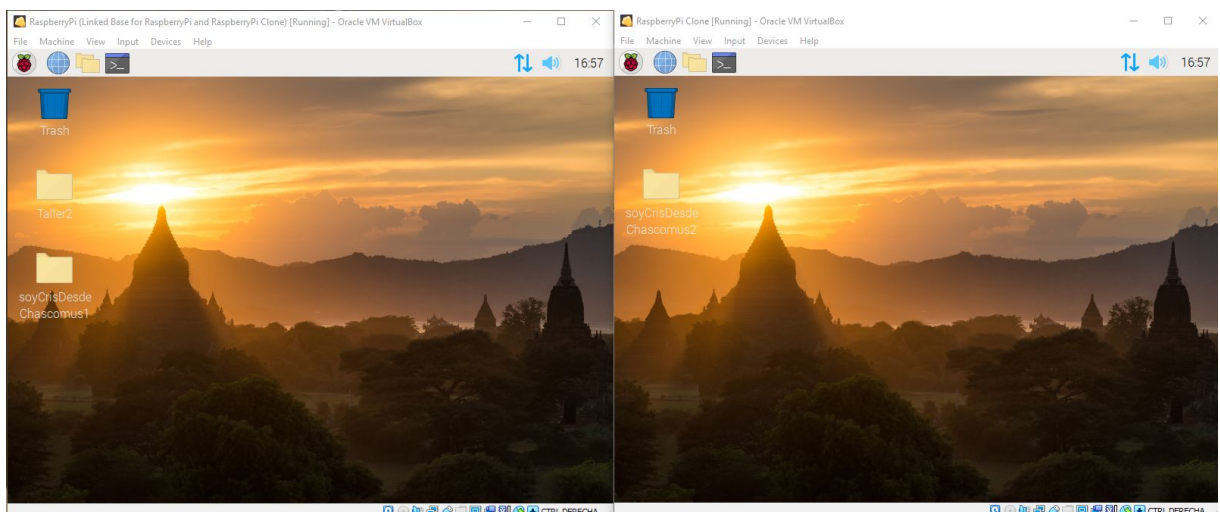 RaspberryPi (Linked Base for RaspberryPi and RaspberryPi Clone) [Running] - Oracle VM VirtualBox
File Machine View Input Devices Help
>_
16:57
Trash
Taller2
soyCrisDesde
Chascomus1
CTRL DERECHA
RaspberryPi Clone [Running] - Oracle VM VirtualBox
File Machine View Input Devices Help
>_
16:57
Trash
soyCrisDesde
Chascomus2
CTRL DERECHA